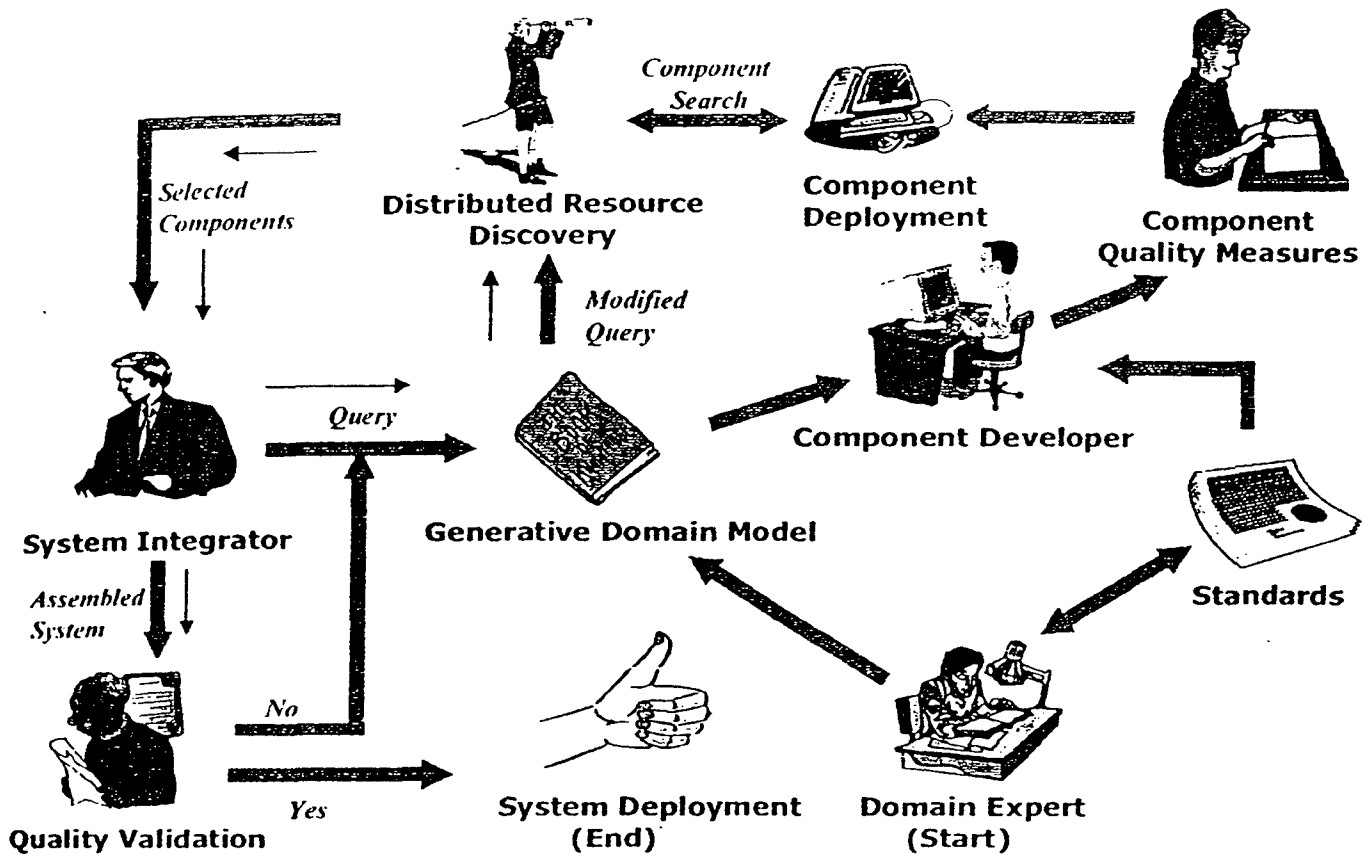 Component
Search
Selected
Components
Distributed Resource
Discovery
Component
Deployment
Component
Quality Measures
Modified
Query
Query
Component Developer
System Integrator
Generative Domain Model
Standards
Assembled
System
No
Yes
Quality Validation
System Deployment
(End)
Domain Expert
(Start)